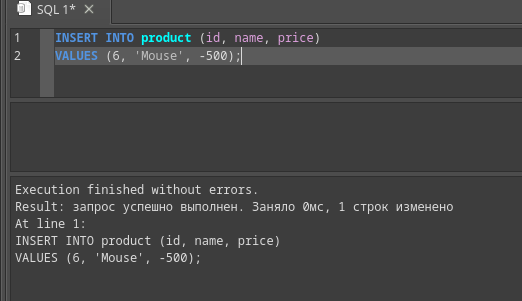 SQL 1*
1 INSERT INTO product (id, name, price)
2 VALUES (6, 'Mouse', -500);
Execution finished without errors.
Result: запрос успешно выполнен. Заняло 0мс, 1 строк изменено
At line 1:
INSERT INTO product (id, name, price)
VALUES (6, 'Mouse', -500);